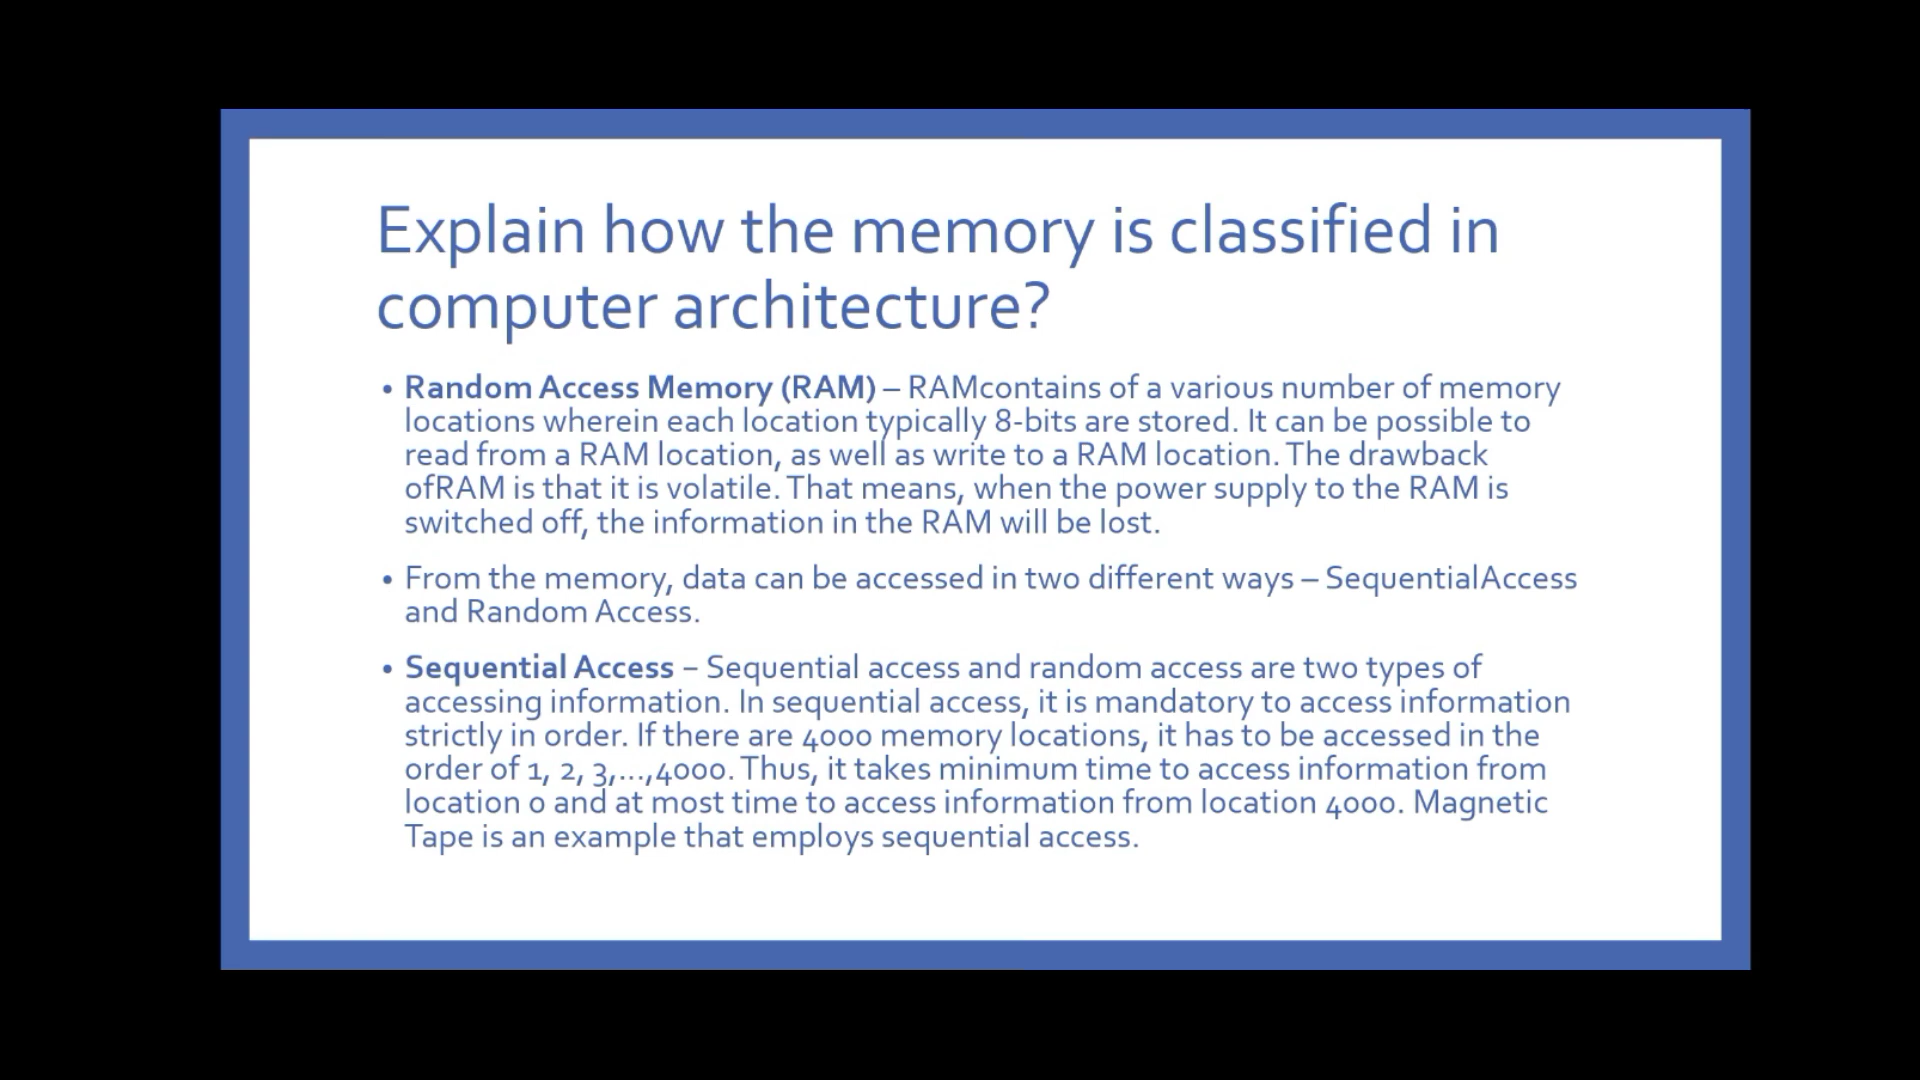 Explain how the memory is classified in
computer architecture?
• Random Access Memory (RAM) – RAMcontains of a various number of memory
locations wherein each location typically 8-bits are stored. It can be possible to
read from a RAM location, as well as write to a RAM location. The drawback
ofRAM is that it is volatile. That means, when the power supply to the RAM is
switched off, the information in the RAM will be lost.
• From the memory, data can be accessed in two different ways – SequentialAccess
and Random Access.
• Sequential Access – Sequential access and random access are two types of
accessing information. In sequential access, it is mandatory to access information
strictly in order. If there are 4000 memory locations, it has to be accessed in the
order of 1, 2, 3,...,4000. Thus, it takes minimum time to access information from
location 0 and at most time to access information from location 4000. Magnetic
Tape is an example that employs sequential access.